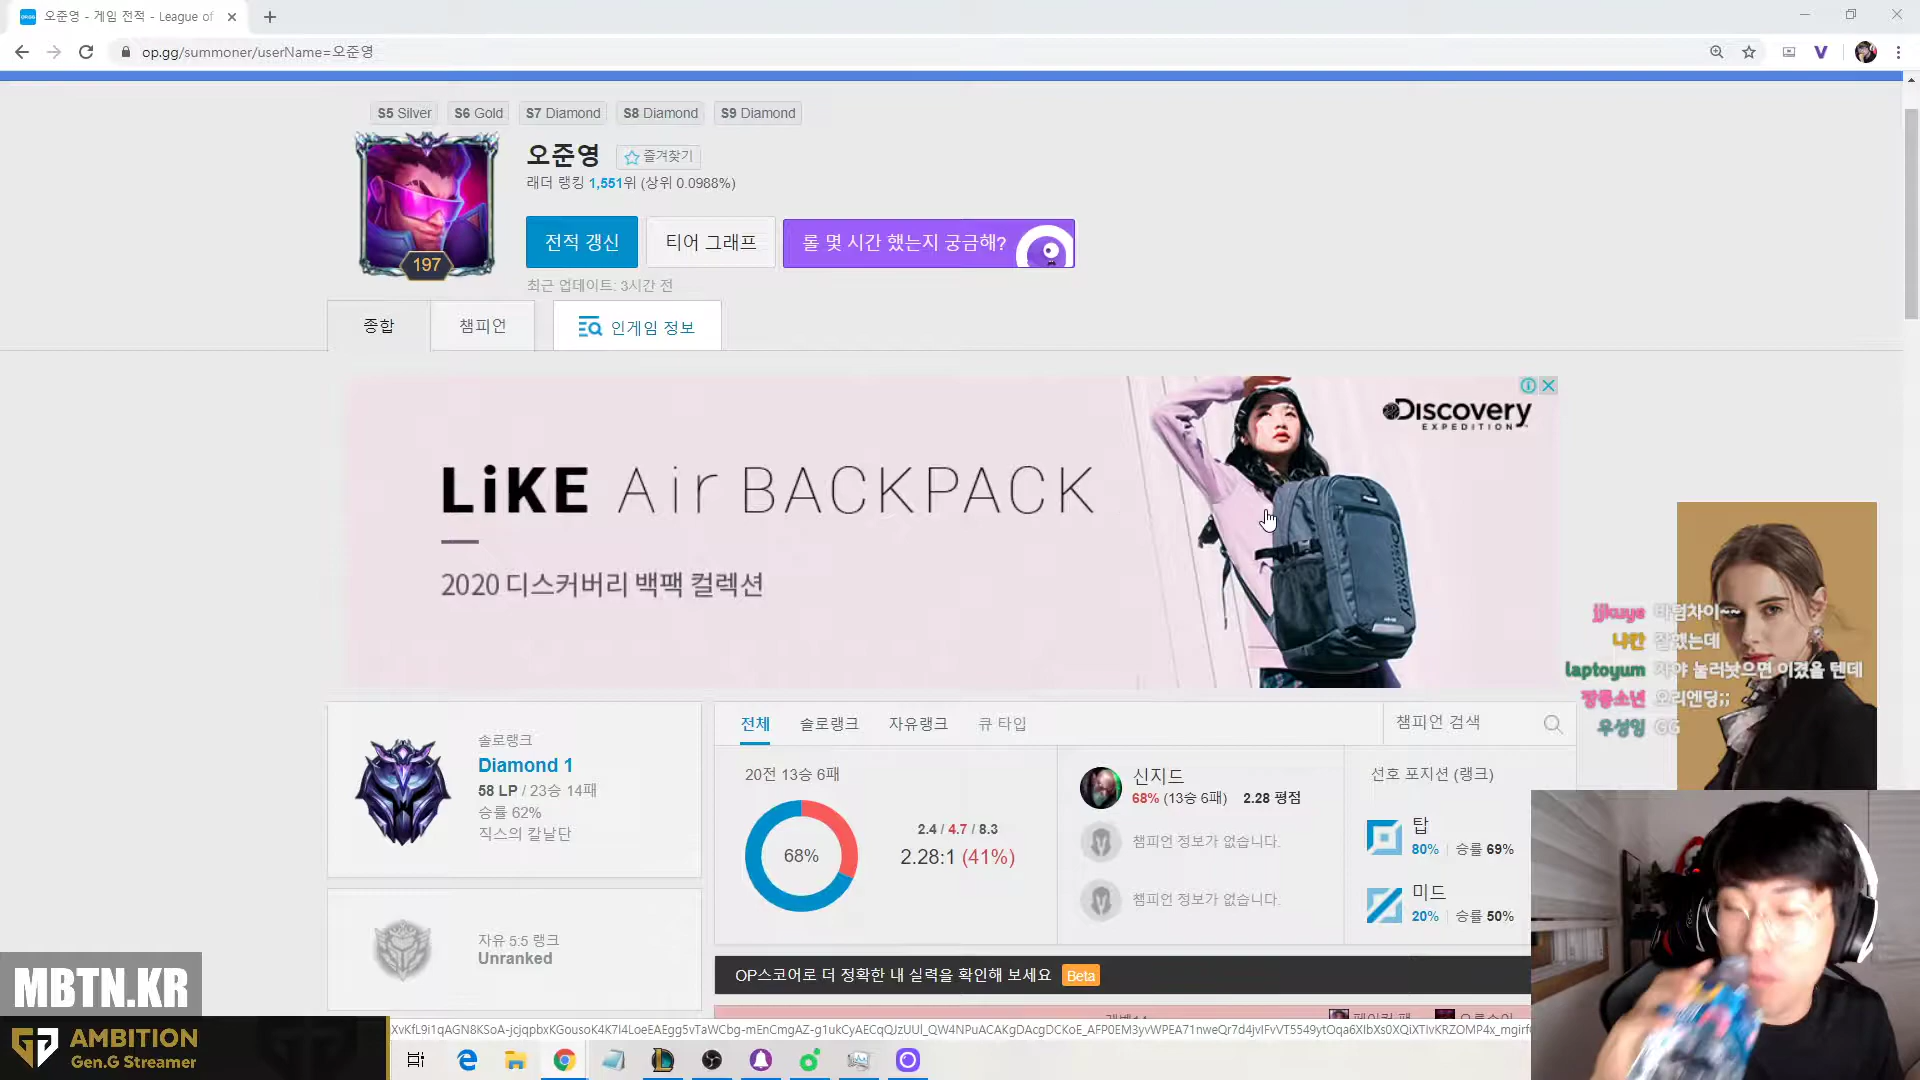 오준영 - 게임 전적 - League of
op.gg/summoner/userName=오준영
S5 Silver
S6 Gold
S7 Diamond
S8 Diamond
S9 Diamond
오준영
즐겨찾기
래더 랭킹 1,551위 (상위 0.0988%)
197
전적 갱신
티어 그래프
롤 몇 시간 했는지 궁금해?
최근 업데이트: 3시간 전
종합
챔피언
인게임 정보
LiKE Air BACKPACK
2020 디스커버리 백팩 컬렉션
Discovery
EXPEDITION
jjkuye 바텀차이~~
냐칸 잘했는데
laptoyum 자야 눌러놧으면 이겼을 텐데
짱룡소년 오리엔딩;;
우성임 GG
솔로랭크
Diamond 1
58 LP / 23승 14패
승률 62%
직스의 칼날단
자유 5:5 랭크
Unranked
전체
솔로랭크
자유랭크
큐 타입
챔피언 검색
20전 13승 6패
68%
2.4 / 4.7 / 8.3
2.28:1 (41%)
신지드
68% (13승 6패) 2.28 평점
챔피언 정보가 없습니다.
챔피언 정보가 없습니다.
선호 포지션 (랭크)
탑
80% 승률 69%
미드
20% 승률 50%
OP스코어로 더 정확한 내 실력을 확인해 보세요 Beta
MBTN.KR
AMBITION
Gen.G Streamer